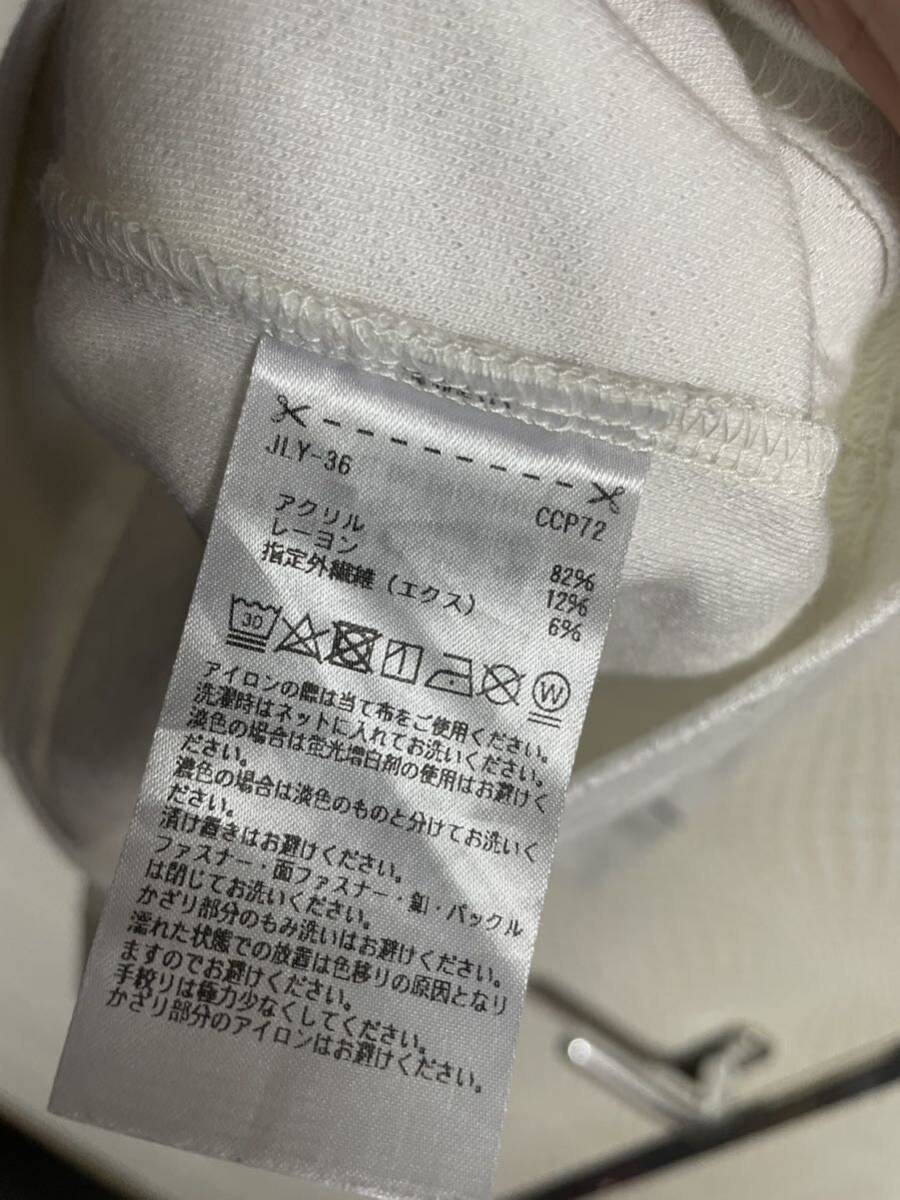 JLY-36 CCP72
アクリル 82%
レーヨン 12%
指定外繊維(エクス) 6%
30 W
アイロンの際は当て布をご使用ください。
洗濯時はネットに入れてお洗いください。
淡色の場合は蛍光増白剤の使用はお避けく
ださい。
濃色の場合は淡色のものと分けてお洗いく
ださい。
漬け置きはお避けください。
ファスナー・面ファスナー・釦・バックル
は閉じてお洗いください。
かざり部分のもみ洗いはお避けください。
濡れた状態での放置は色移りの原因となり
ますのでお避けください。
手絞りは極力少なくしてください。
かざり部分のアイロンはお避けください。